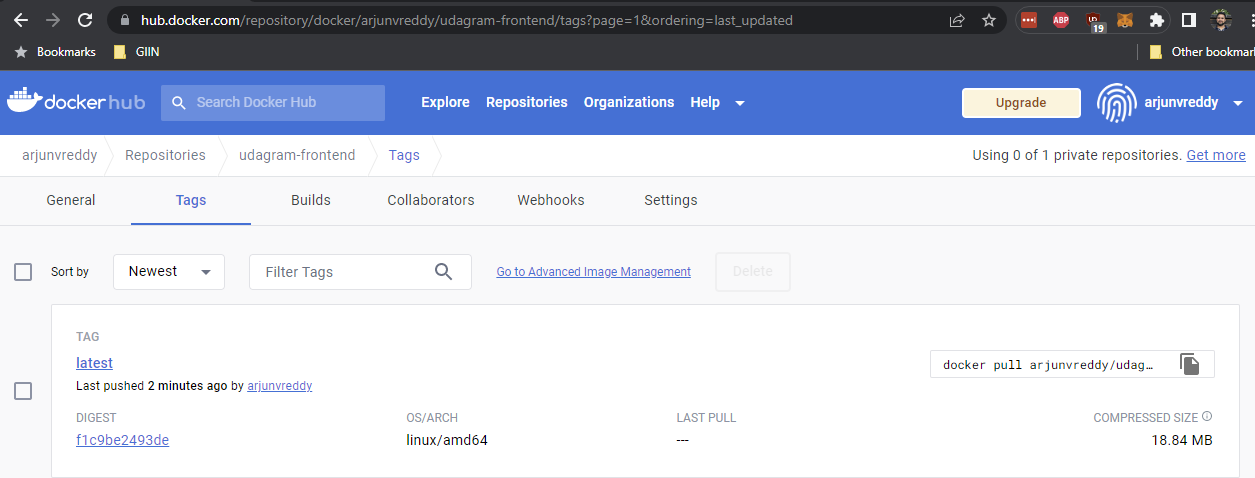 hub.docker.com/repository/docker/arjunvreddy/udagram-frontend/tags?page=1&ordering=last_updated
ABP
19
Bookmarks GIIN Other bookmar
docker hub Search Docker Hub Explore Repositories Organizations Help Upgrade arjunvreddy
arjunvreddy Repositories udagram-frontend Tags Using 0 of 1 private repositories. Get more
General Tags Builds Collaborators Webhooks Settings
Sort by Newest Filter Tags Go to Advanced Image Management Delete
TAG
latest
docker pull arjunvreddy/udag…
Last pushed 2 minutes ago by arjunvreddy
DIGEST OS/ARCH LAST PULL COMPRESSED SIZE
f1c9be2493de linux/amd64 --- 18.84 MB